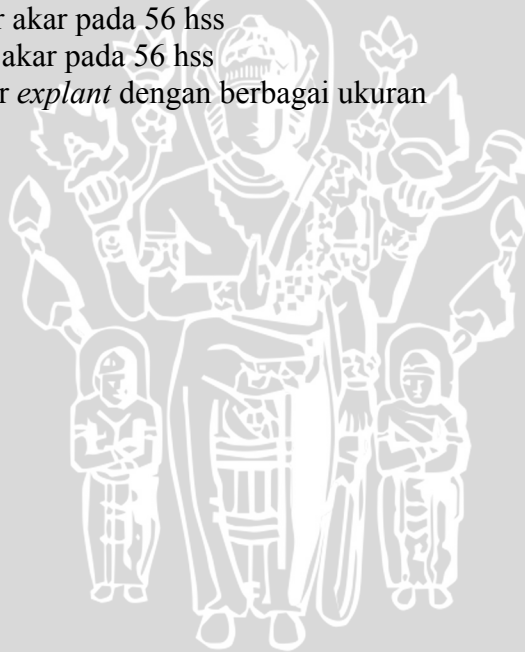 r akar pada 56 hss
akar pada 56 hss
r explant dengan berbagai ukuran